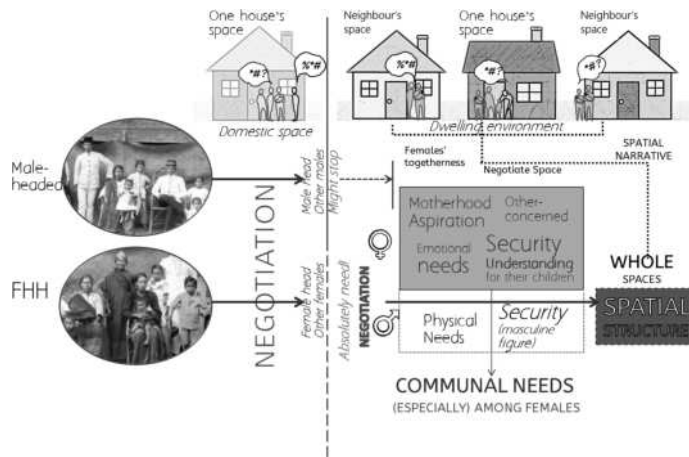 One house's
space
Neighbour's
space
One house's
space
Neighbour's
space
%*#
*#?
%*#
*#?
*#?
Domestic space
Dwelling environment
Females'
togetherness
Negotiate Space
SPATIAL
NARRATIVE
Male-
headed
NEGOTIATION
Male head
Other males
Might stop
Motherhood
Aspiration
Other-
concerned
Emotional
needs
Security
Understanding
for their children
WHOLE
SPACES
FHH
Female head
Other females
Absolutely need!
NEGOTIATION
Physical
Needs
Security
(masculine
figure)
SPATIAL
STRUCTURE
COMMUNAL NEEDS
(ESPECIALLY) AMONG FEMALES